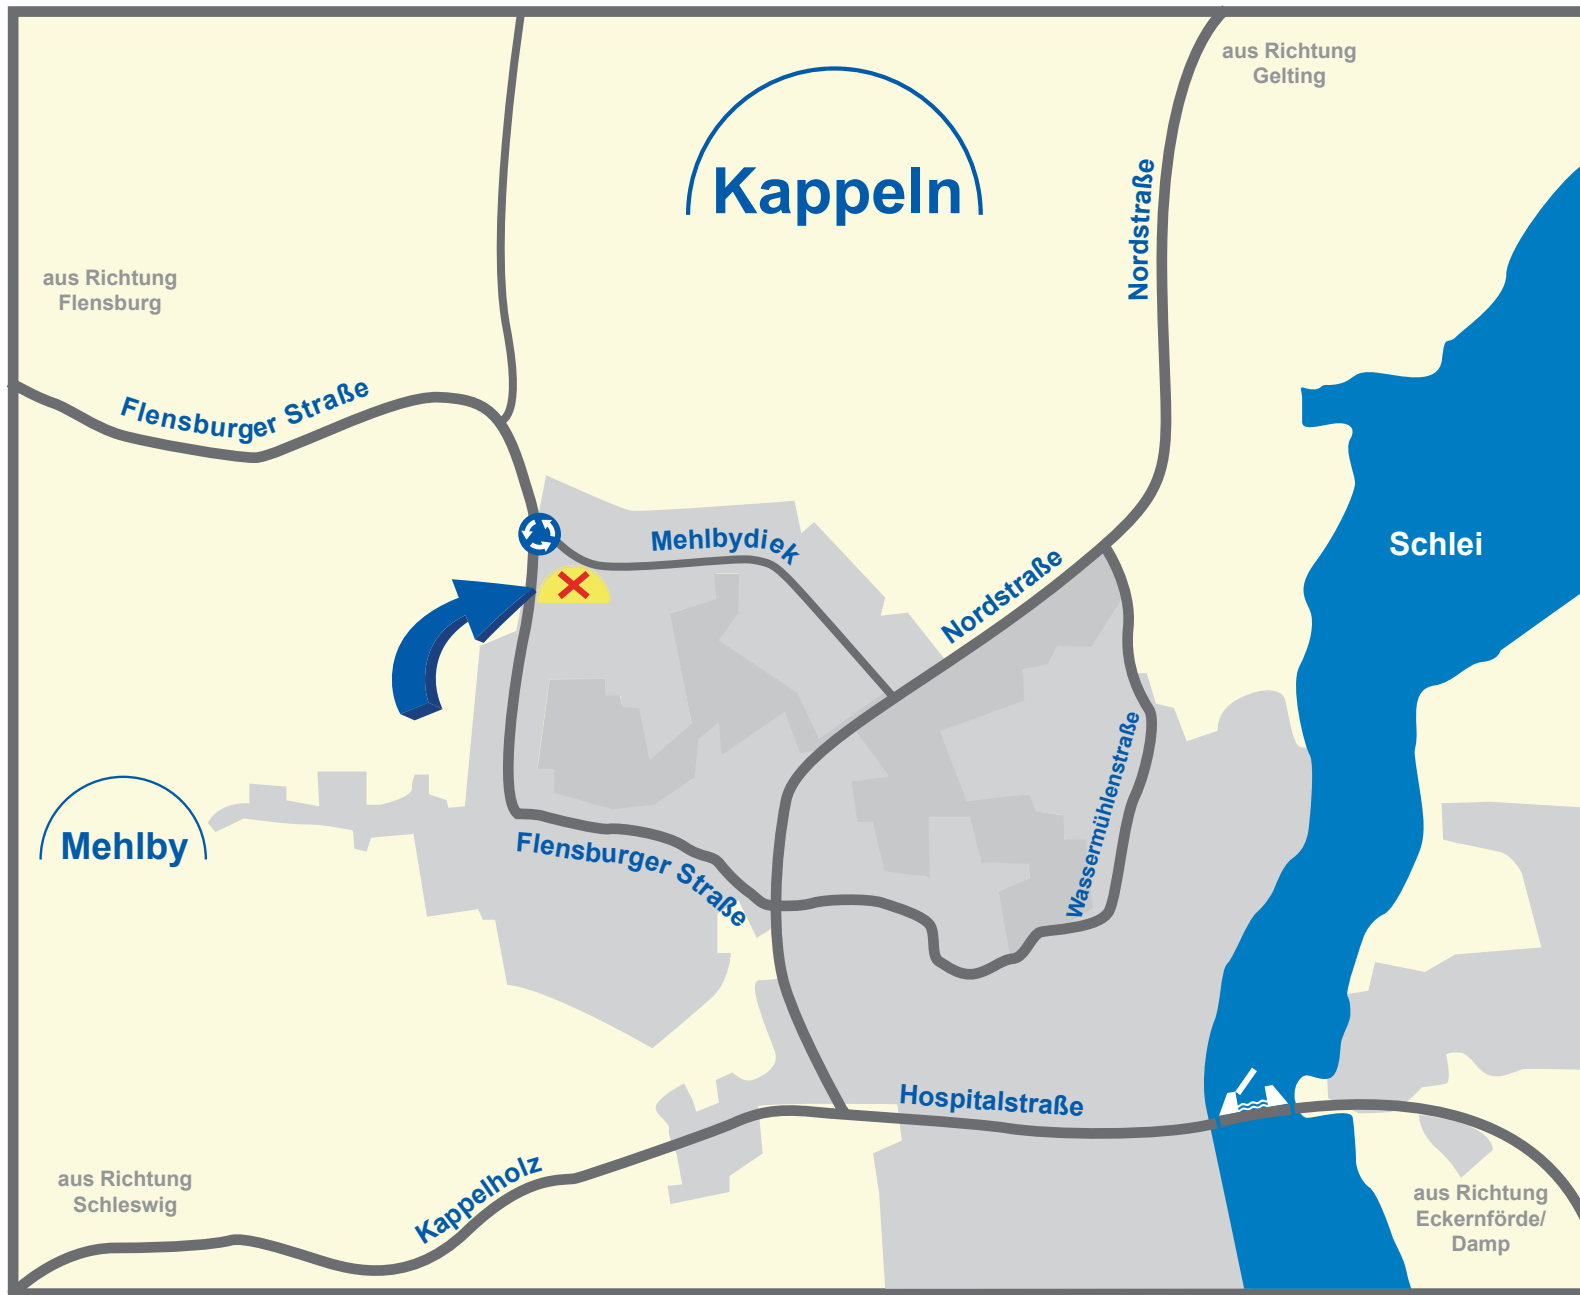 aus Richtung
Gelting
Kappeln
Nordstraße
aus Richtung
Flensburg
Flensburger Straße
Mehlbydiek
Nordstraße
Schlei
Wassermühlenstraße
Mehlby
Flensburger Straße
Hospitalstraße
Kappelholz
aus Richtung
Schleswig
aus Richtung
Eckernförde/
Damp